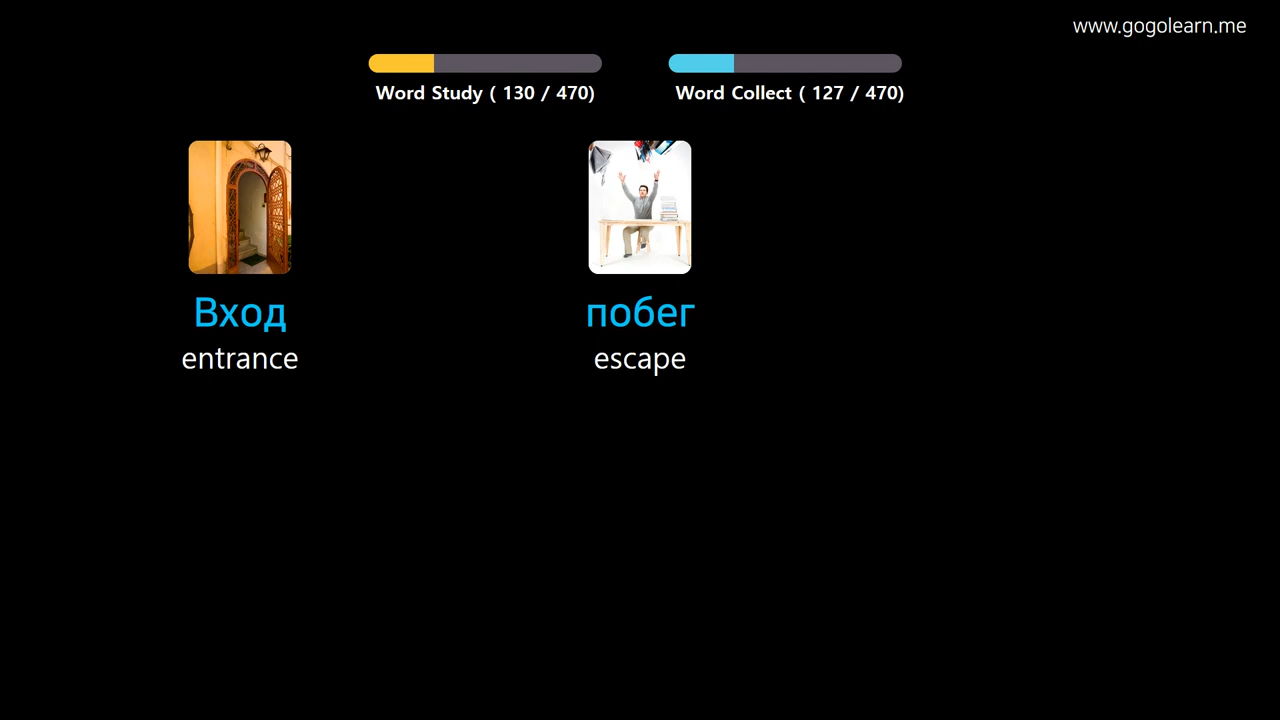 www.gogolearn.me
Word Study ( 130 / 470)
Word Collect ( 127 / 470)
Вход
entrance
побег
escape